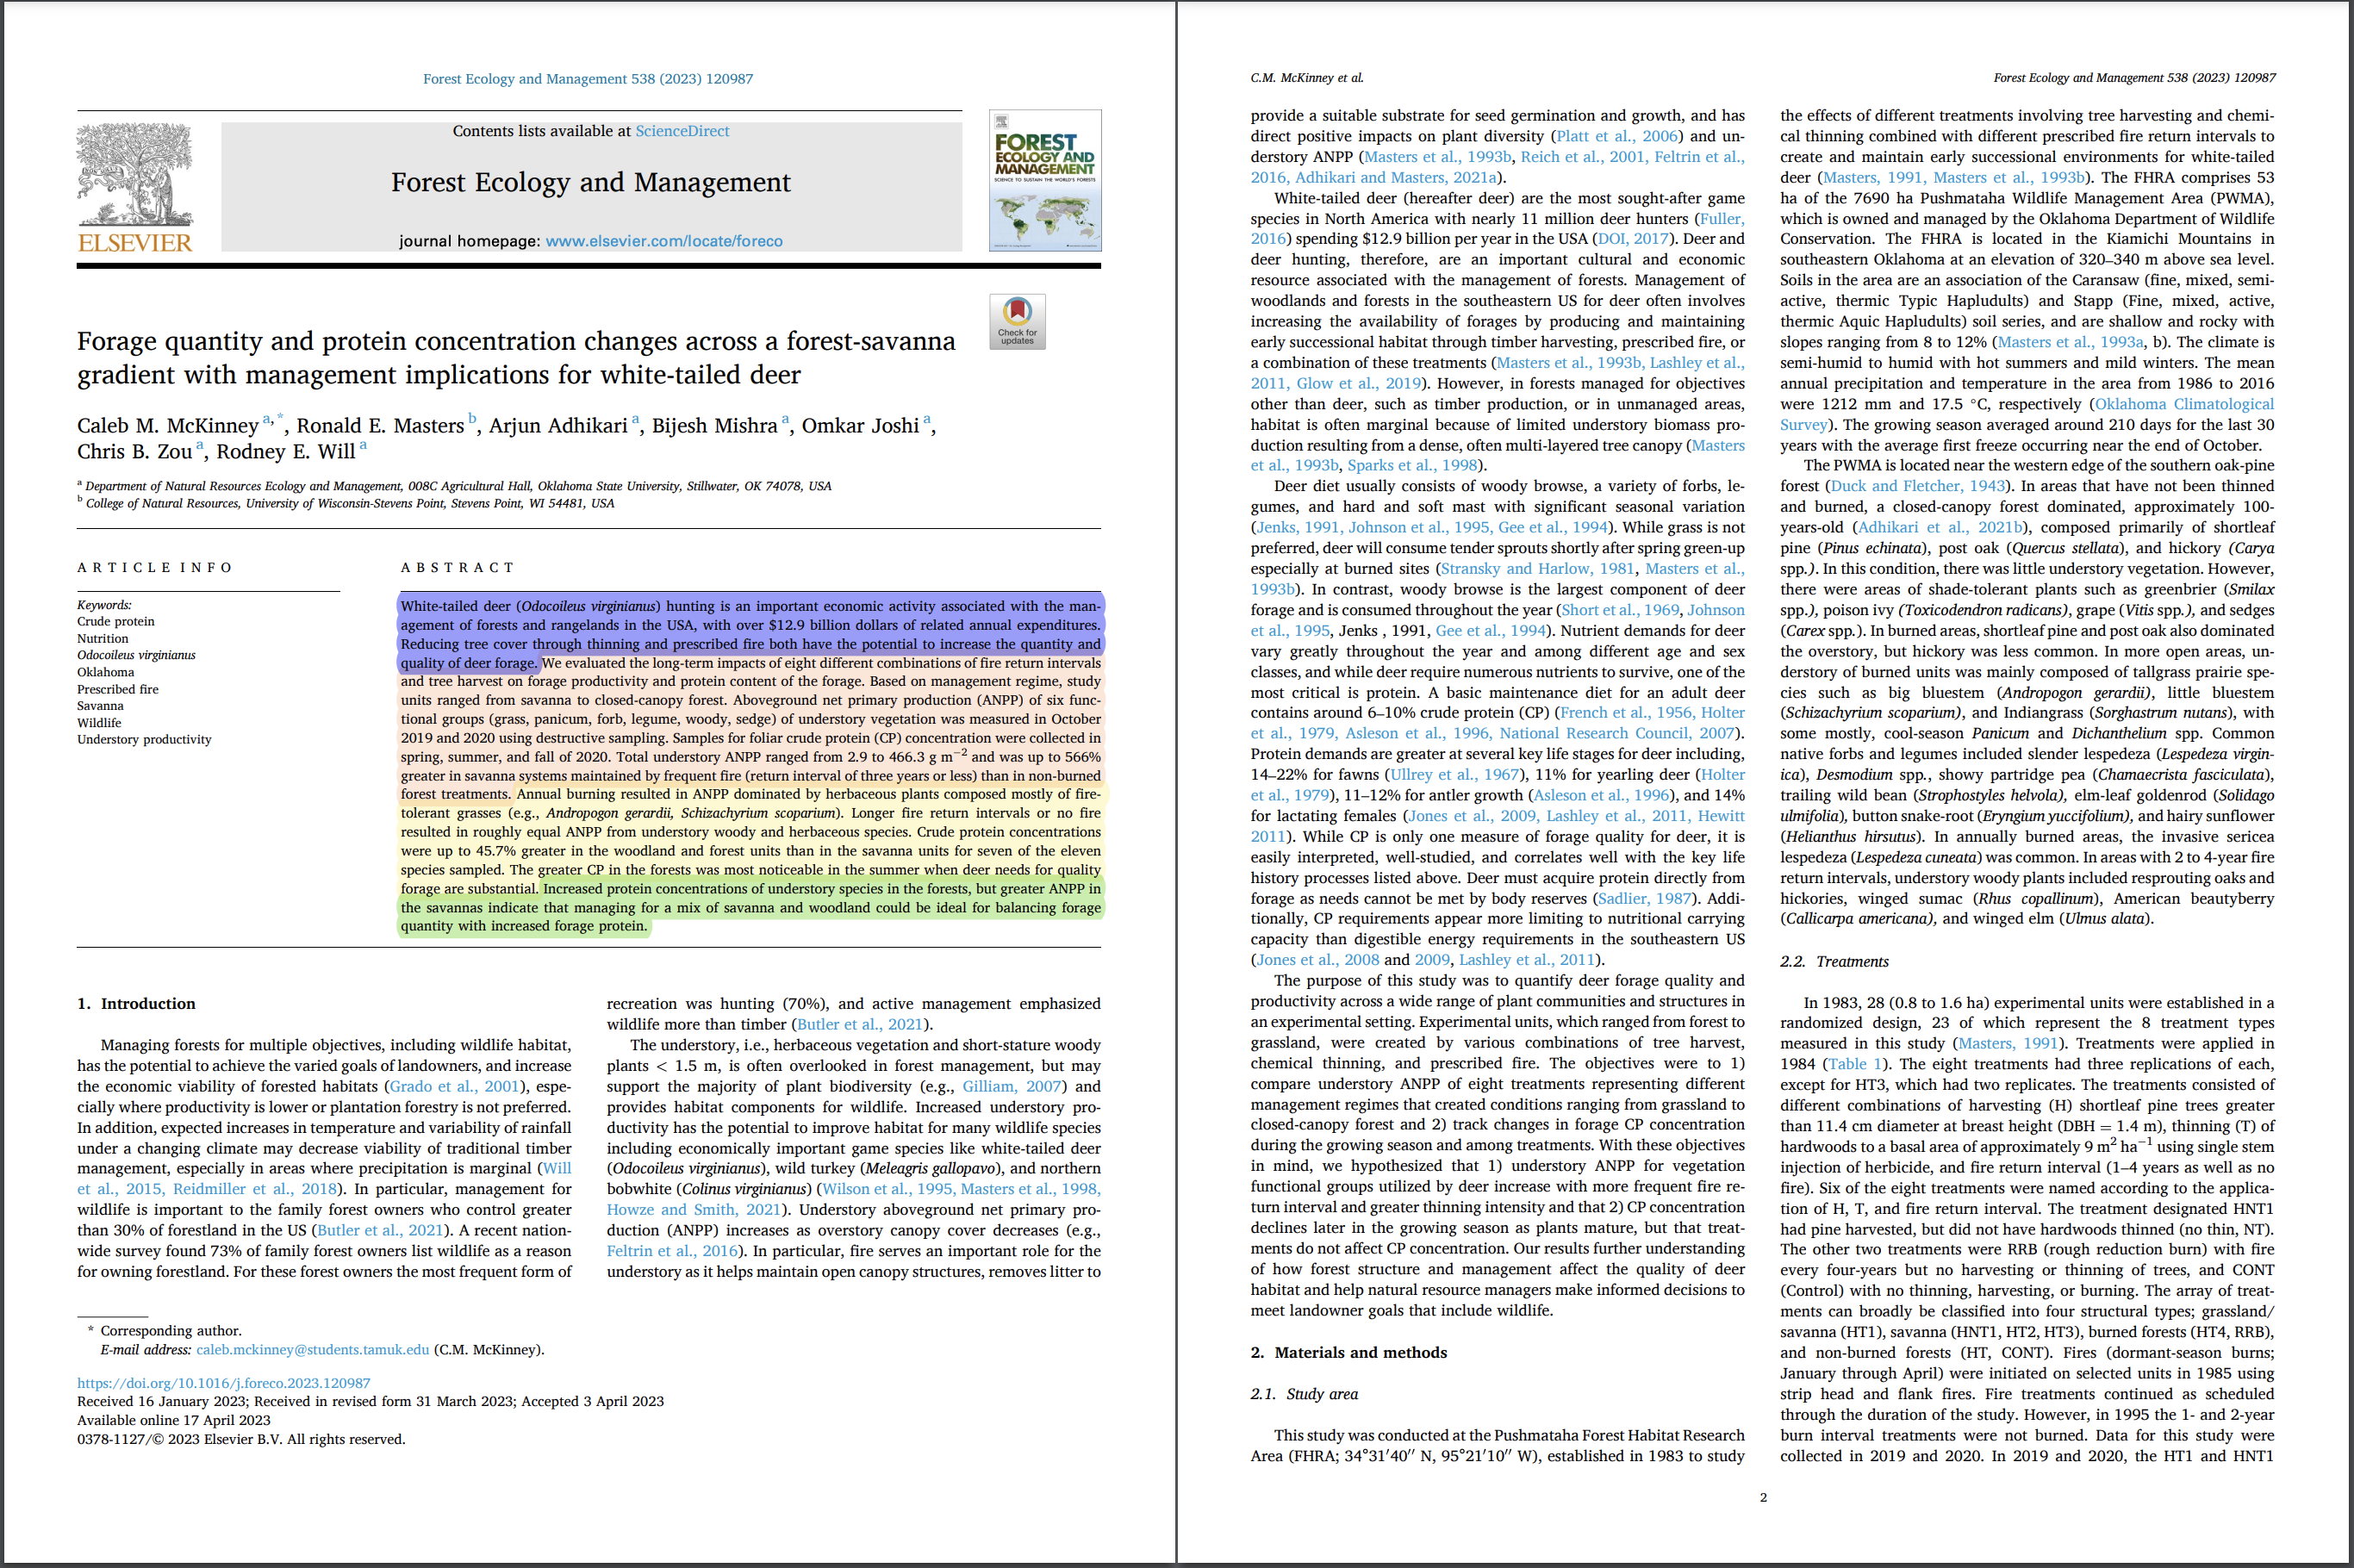 Forest Ecology and Management 538 (2023) 120987
Contents lists available at ScienceDirect
Forest Ecology and Management
journal homepage: www.elsevier.com/locate/foreco
ELSEVIER
FOREST
ECOLOGY AND
MANAGEMENT
SCIENCE TO SUSTAIN THE WORLD'S FORESTS
Check for
updates
Forage quantity and protein concentration changes across a forest-savanna
gradient with management implications for white-tailed deer
Caleb M. McKinney a,*, Ronald E. Masters b, Arjun Adhikari a, Bijesh Mishra a, Omkar Joshi a,
Chris B. Zou a, Rodney E. Will a
a Department of Natural Resources Ecology and Management, 008C Agricultural Hall, Oklahoma State University, Stillwater, OK 74078, USA
b College of Natural Resources, University of Wisconsin-Stevens Point, Stevens Point, WI 54481, USA
ARTICLE INFO
Keywords:
Crude protein
Nutrition
Odocoileus virginianus
Oklahoma
Prescribed fire
Savanna
Wildlife
Understory productivity
ABSTRACT
White-tailed deer (Odocoileus virginianus) hunting is an important economic activity associated with the man-
agement of forests and rangelands in the USA, with over $12.9 billion dollars of related annual expenditures.
Reducing tree cover through thinning and prescribed fire both have the potential to increase the quantity and
quality of deer forage. We evaluated the long-term impacts of eight different combinations of fire return intervals
and tree harvest on forage productivity and protein content of the forage. Based on management regime, study
units ranged from savanna to closed-canopy forest. Aboveground net primary production (ANPP) of six func-
tional groups (grass, panicum, forb, legume, woody, sedge) of understory vegetation was measured in October
2019 and 2020 using destructive sampling. Samples for foliar crude protein (CP) concentration were collected in
spring, summer, and fall of 2020. Total understory ANPP ranged from 2.9 to 466.3 g m−2 and was up to 566%
greater in savanna systems maintained by frequent fire (return interval of three years or less) than in non-burned
forest treatments. Annual burning resulted in ANPP dominated by herbaceous plants composed mostly of fire-
tolerant grasses (e.g., Andropogon gerardii, Schizachyrium scoparium). Longer fire return intervals or no fire
resulted in roughly equal ANPP from understory woody and herbaceous species. Crude protein concentrations
were up to 45.7% greater in the woodland and forest units than in the savanna units for seven of the eleven
species sampled. The greater CP in the forests was most noticeable in the summer when deer needs for quality
forage are substantial. Increased protein concentrations of understory species in the forests, but greater ANPP in
the savannas indicate that managing for a mix of savanna and woodland could be ideal for balancing forage
quantity with increased forage protein.
1. Introduction
Managing forests for multiple objectives, including wildlife habitat,
has the potential to achieve the varied goals of landowners, and increase
the economic viability of forested habitats (Grado et al., 2001), espe-
cially where productivity is lower or plantation forestry is not preferred.
In addition, expected increases in temperature and variability of rainfall
under a changing climate may decrease viability of traditional timber
management, especially in areas where precipitation is marginal (Will
et al., 2015, Reidmiller et al., 2018). In particular, management for
wildlife is important to the family forest owners who control greater
than 30% of forestland in the US (Butler et al., 2021). A recent nation-
wide survey found 73% of family forest owners list wildlife as a reason
for owning forestland. For these forest owners the most frequent form of
recreation was hunting (70%), and active management emphasized
wildlife more than timber (Butler et al., 2021).
The understory, i.e., herbaceous vegetation and short-stature woody
plants < 1.5 m, is often overlooked in forest management, but may
support the majority of plant biodiversity (e.g., Gilliam, 2007) and
provides habitat components for wildlife. Increased understory pro-
ductivity has the potential to improve habitat for many wildlife species
including economically important game species like white-tailed deer
(Odocoileus virginianus), wild turkey (Meleagris gallopavo), and northern
bobwhite (Colinus virginianus) (Wilson et al., 1995, Masters et al., 1998,
Howze and Smith, 2021). Understory aboveground net primary pro-
duction (ANPP) increases as overstory canopy cover decreases (e.g.,
Feltrin et al., 2016). In particular, fire serves an important role for the
understory as it helps maintain open canopy structures, removes litter to
* Corresponding author.
E-mail address: caleb.mckinney@students.tamuk.edu (C.M. McKinney).
https://doi.org/10.1016/j.foreco.2023.120987
Received 16 January 2023; Received in revised form 31 March 2023; Accepted 3 April 2023
Available online 17 April 2023
0378-1127/© 2023 Elsevier B.V. All rights reserved.
C.M. McKinney et al.
Forest Ecology and Management 538 (2023) 120987
provide a suitable substrate for seed germination and growth, and has
direct positive impacts on plant diversity (Platt et al., 2006) and un-
derstory ANPP (Masters et al., 1993b, Reich et al., 2001, Feltrin et al.,
2016, Adhikari and Masters, 2021a).
White-tailed deer (hereafter deer) are the most sought-after game
species in North America with nearly 11 million deer hunters (Fuller,
2016) spending $12.9 billion per year in the USA (DOI, 2017). Deer and
deer hunting, therefore, are an important cultural and economic
resource associated with the management of forests. Management of
woodlands and forests in the southeastern US for deer often involves
increasing the availability of forages by producing and maintaining
early successional habitat through timber harvesting, prescribed fire, or
a combination of these treatments (Masters et al., 1993b, Lashley et al.,
2011, Glow et al., 2019). However, in forests managed for objectives
other than deer, such as timber production, or in unmanaged areas,
habitat is often marginal because of limited understory biomass pro-
duction resulting from a dense, often multi-layered tree canopy (Masters
et al., 1993b, Sparks et al., 1998).
Deer diet usually consists of woody browse, a variety of forbs, le-
gumes, and hard and soft mast with significant seasonal variation
(Jenks, 1991, Johnson et al., 1995, Gee et al., 1994). While grass is not
preferred, deer will consume tender sprouts shortly after spring green-up
especially at burned sites (Stransky and Harlow, 1981, Masters et al.,
1993b). In contrast, woody browse is the largest component of deer
forage and is consumed throughout the year (Short et al., 1969, Johnson
et al., 1995, Jenks , 1991, Gee et al., 1994). Nutrient demands for deer
vary greatly throughout the year and among different age and sex
classes, and while deer require numerous nutrients to survive, one of the
most critical is protein. A basic maintenance diet for an adult deer
contains around 6–10% crude protein (CP) (French et al., 1956, Holter
et al., 1979, Asleson et al., 1996, National Research Council, 2007).
Protein demands are greater at several key life stages for deer including,
14–22% for fawns (Ullrey et al., 1967), 11% for yearling deer (Holter
et al., 1979), 11–12% for antler growth (Asleson et al., 1996), and 14%
for lactating females (Jones et al., 2009, Lashley et al., 2011, Hewitt
2011). While CP is only one measure of forage quality for deer, it is
easily interpreted, well-studied, and correlates well with the key life
history processes listed above. Deer must acquire protein directly from
forage as needs cannot be met by body reserves (Sadlier, 1987). Addi-
tionally, CP requirements appear more limiting to nutritional carrying
capacity than digestible energy requirements in the southeastern US
(Jones et al., 2008 and 2009, Lashley et al., 2011).
The purpose of this study was to quantify deer forage quality and
productivity across a wide range of plant communities and structures in
an experimental setting. Experimental units, which ranged from forest to
grassland, were created by various combinations of tree harvest,
chemical thinning, and prescribed fire. The objectives were to 1)
compare understory ANPP of eight treatments representing different
management regimes that created conditions ranging from grassland to
closed-canopy forest and 2) track changes in forage CP concentration
during the growing season and among treatments. With these objectives
in mind, we hypothesized that 1) understory ANPP for vegetation
functional groups utilized by deer increase with more frequent fire re-
turn interval and greater thinning intensity and that 2) CP concentration
declines later in the growing season as plants mature, but that treat-
ments do not affect CP concentration. Our results further understanding
of how forest structure and management affect the quality of deer
habitat and help natural resource managers make informed decisions to
meet landowner goals that include wildlife.
2. Materials and methods
2.1. Study area
This study was conducted at the Pushmataha Forest Habitat Research
Area (FHRA; 34°31′40′′ N, 95°21′10′′ W), established in 1983 to study
the effects of different treatments involving tree harvesting and chemi-
cal thinning combined with different prescribed fire return intervals to
create and maintain early successional environments for white-tailed
deer (Masters, 1991, Masters et al., 1993b). The FHRA comprises 53
ha of the 7690 ha Pushmataha Wildlife Management Area (PWMA),
which is owned and managed by the Oklahoma Department of Wildlife
Conservation. The FHRA is located in the Kiamichi Mountains in
southeastern Oklahoma at an elevation of 320–340 m above sea level.
Soils in the area are an association of the Caransaw (fine, mixed, semi-
active, thermic Typic Hapludults) and Stapp (Fine, mixed, active,
thermic Aquic Hapludults) soil series, and are shallow and rocky with
slopes ranging from 8 to 12% (Masters et al., 1993a, b). The climate is
semi-humid to humid with hot summers and mild winters. The mean
annual precipitation and temperature in the area from 1986 to 2016
were 1212 mm and 17.5 °C, respectively (Oklahoma Climatological
Survey). The growing season averaged around 210 days for the last 30
years with the average first freeze occurring near the end of October.
The PWMA is located near the western edge of the southern oak-pine
forest (Duck and Fletcher, 1943). In areas that have not been thinned
and burned, a closed-canopy forest dominated, approximately 100-
years-old (Adhikari et al., 2021b), composed primarily of shortleaf
pine (Pinus echinata), post oak (Quercus stellata), and hickory (Carya
spp.). In this condition, there was little understory vegetation. However,
there were areas of shade-tolerant plants such as greenbrier (Smilax
spp.), poison ivy (Toxicodendron radicans), grape (Vitis spp.), and sedges
(Carex spp.). In burned areas, shortleaf pine and post oak also dominated
the overstory, but hickory was less common. In more open areas, un-
derstory of burned units was mainly composed of tallgrass prairie spe-
cies such as big bluestem (Andropogon gerardii), little bluestem
(Schizachyrium scoparium), and Indiangrass (Sorghastrum nutans), with
some mostly, cool-season Panicum and Dichanthelium spp. Common
native forbs and legumes included slender lespedeza (Lespedeza virgin-
ica), Desmodium spp., showy partridge pea (Chamaecrista fasciculata),
trailing wild bean (Strophostyles helvola), elm-leaf goldenrod (Solidago
ulmifolia), button snake-root (Eryngium yuccifolium), and hairy sunflower
(Helianthus hirsutus). In annually burned areas, the invasive sericea
lespedeza (Lespedeza cuneata) was common. In areas with 2 to 4-year fire
return intervals, understory woody plants included resprouting oaks and
hickories, winged sumac (Rhus copallinum), American beautyberry
(Callicarpa americana), and winged elm (Ulmus alata).
2.2. Treatments
In 1983, 28 (0.8 to 1.6 ha) experimental units were established in a
randomized design, 23 of which represent the 8 treatment types
measured in this study (Masters, 1991). Treatments were applied in
1984 (Table 1). The eight treatments had three replications of each,
except for HT3, which had two replicates. The treatments consisted of
different combinations of harvesting (H) shortleaf pine trees greater
than 11.4 cm diameter at breast height (DBH = 1.4 m), thinning (T) of
hardwoods to a basal area of approximately 9 m2 ha−1 using single stem
injection of herbicide, and fire return interval (1–4 years as well as no
fire). Six of the eight treatments were named according to the applica-
tion of H, T, and fire return interval. The treatment designated HNT1
had pine harvested, but did not have hardwoods thinned (no thin, NT).
The other two treatments were RRB (rough reduction burn) with fire
every four-years but no harvesting or thinning of trees, and CONT
(Control) with no thinning, harvesting, or burning. The array of treat-
ments can broadly be classified into four structural types; grassland/
savanna (HT1), savanna (HNT1, HT2, HT3), burned forests (HT4, RRB),
and non-burned forests (HT, CONT). Fires (dormant-season burns;
January through April) were initiated on selected units in 1985 using
strip head and flank fires. Fire treatments continued as scheduled
through the duration of the study. However, in 1995 the 1- and 2-year
burn interval treatments were not burned. Data for this study were
collected in 2019 and 2020. In 2019 and 2020, the HT1 and HNT1
2